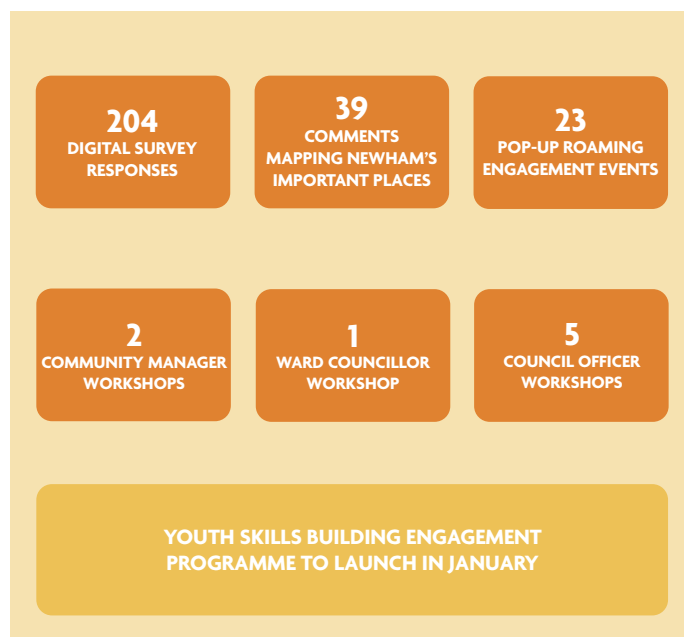 204
DIGITAL SURVEY
RESPONSES
39
COMMENTS
MAPPING NEWHAM'S
IMPORTANT PLACES
23
POP-UP ROAMING
ENGAGEMENT EVENTS
2
COMMUNITY MANAGER
WORKSHOPS
1
WARD COUNCILLOR
WORKSHOP
5
COUNCIL OFFICER
WORKSHOPS
YOUTH SKILLS BUILDING ENGAGEMENT
PROGRAMME TO LAUNCH IN JANUARY